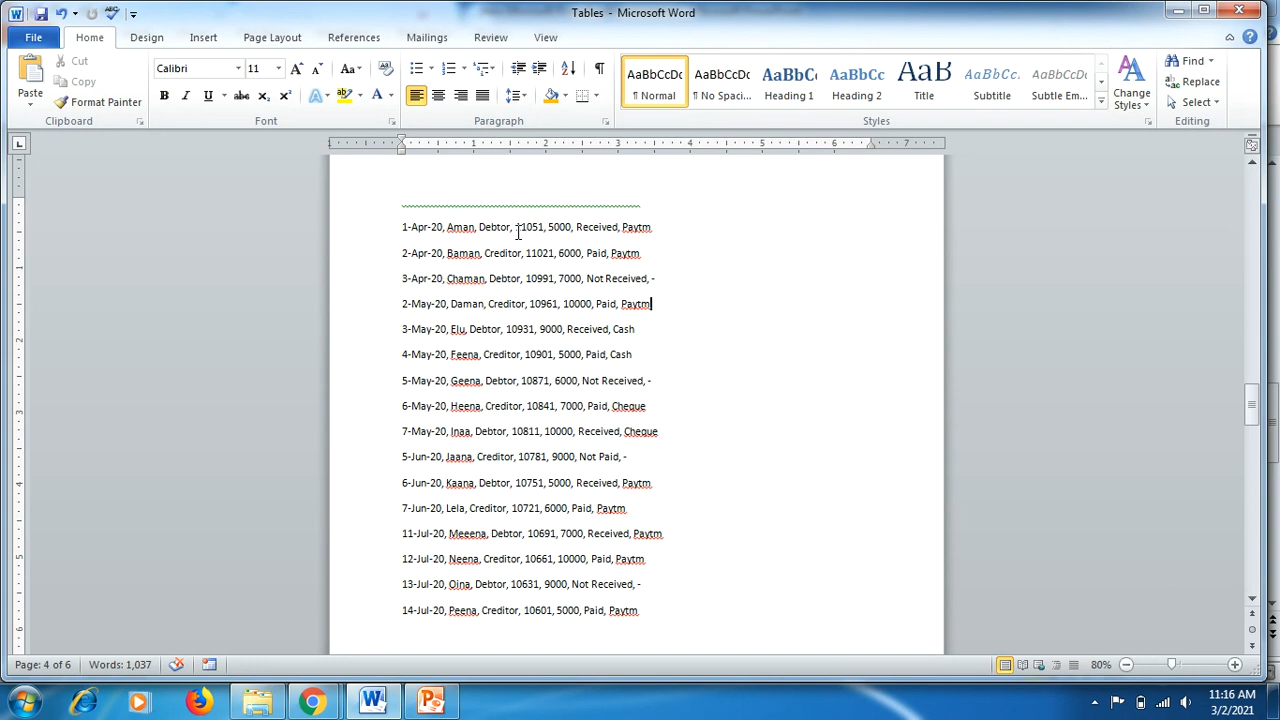 Tables - Microsoft Word
File Home Insert Page Layout References Mailings Review View Design
Cut
Copy
Format Painter
Paste
Clipboard
Calibri 11
Font
Paragraph
AaBbCcDc AaBbCcDc AaBbC AaBbCc AaB AaBbCc. AaBbCcDc
¶ Normal ¶ No Spaci... Heading 1 Heading 2 Title Subtitle Subtle Em...
Styles
Change
Styles
Find
Replace
Select
Editing
1-Apr-20, Aman, Debtor, 11051, 5000, Received, Paytm
2-Apr-20, Baman, Creditor, 11021, 6000, Paid, Paytm
3-Apr-20, Chaman, Debtor, 10991, 7000, Not Received, -
2-May-20, Daman, Creditor, 10961, 10000, Paid, Paytm
3-May-20, Elu, Debtor, 10931, 9000, Received, Cash
4-May-20, Feena, Creditor, 10901, 5000, Paid, Cash
5-May-20, Geena, Debtor, 10871, 6000, Not Received, -
6-May-20, Heena, Creditor, 10841, 7000, Paid, Cheque
7-May-20, Inaa, Debtor, 10811, 10000, Received, Cheque
5-Jun-20, Jaana, Creditor, 10781, 9000, Not Paid, -
6-Jun-20, Kaana, Debtor, 10751, 5000, Received, Paytm
7-Jun-20, Lela, Creditor, 10721, 6000, Paid, Paytm
11-Jul-20, Meeena, Debtor, 10691, 7000, Received, Paytm
12-Jul-20, Neena, Creditor, 10661, 10000, Paid, Paytm
13-Jul-20, Oina, Debtor, 10631, 9000, Not Received, -
14-Jul-20, Peena, Creditor, 10601, 5000, Paid, Paytm
Page: 4 of 6 Words: 1,037 80%
11:16 AM
3/2/2021